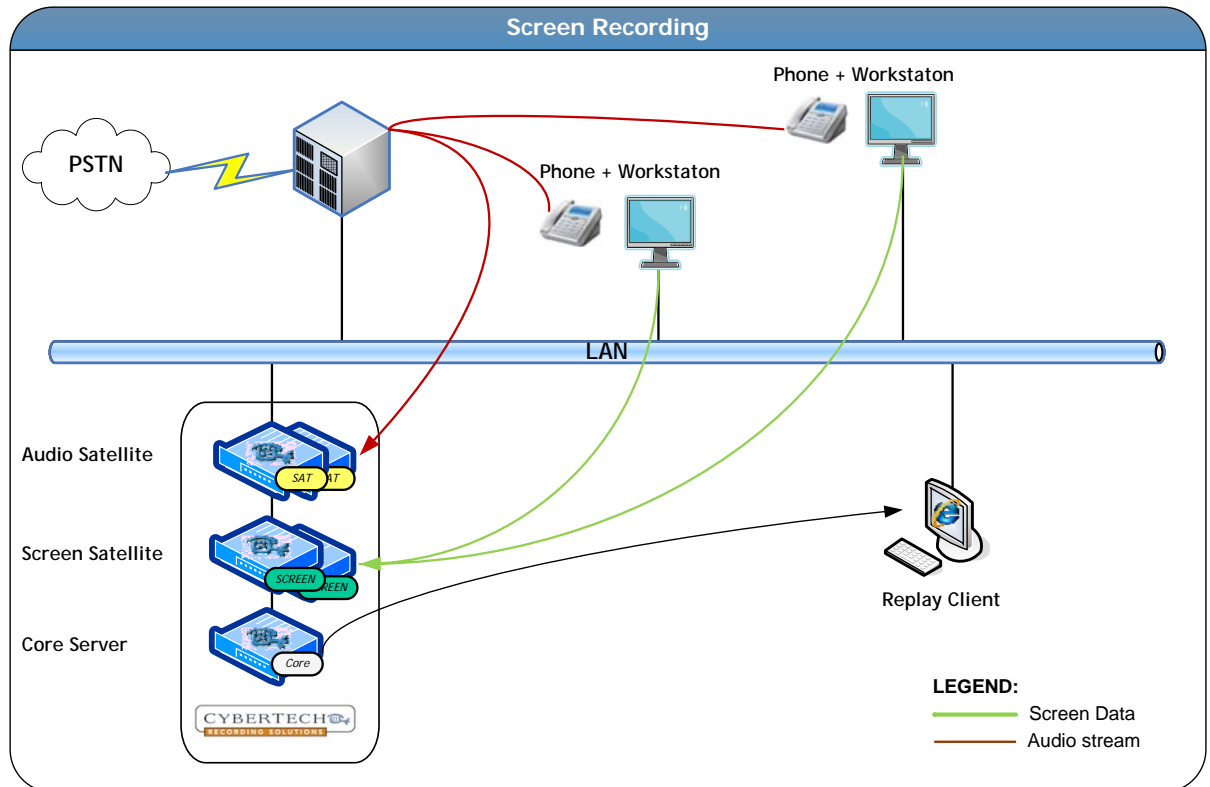 Screen Recording
Phone + Workstaton
PSTN
Phone + Workstaton
LAN
Audio Satellite
SAT
AT
Screen Satellite
SCREEN
REEN
Replay Client
Core Server
Core
CYBERTECH
RECORDING SOLUTIONS
LEGEND:
Screen Data
Audio stream